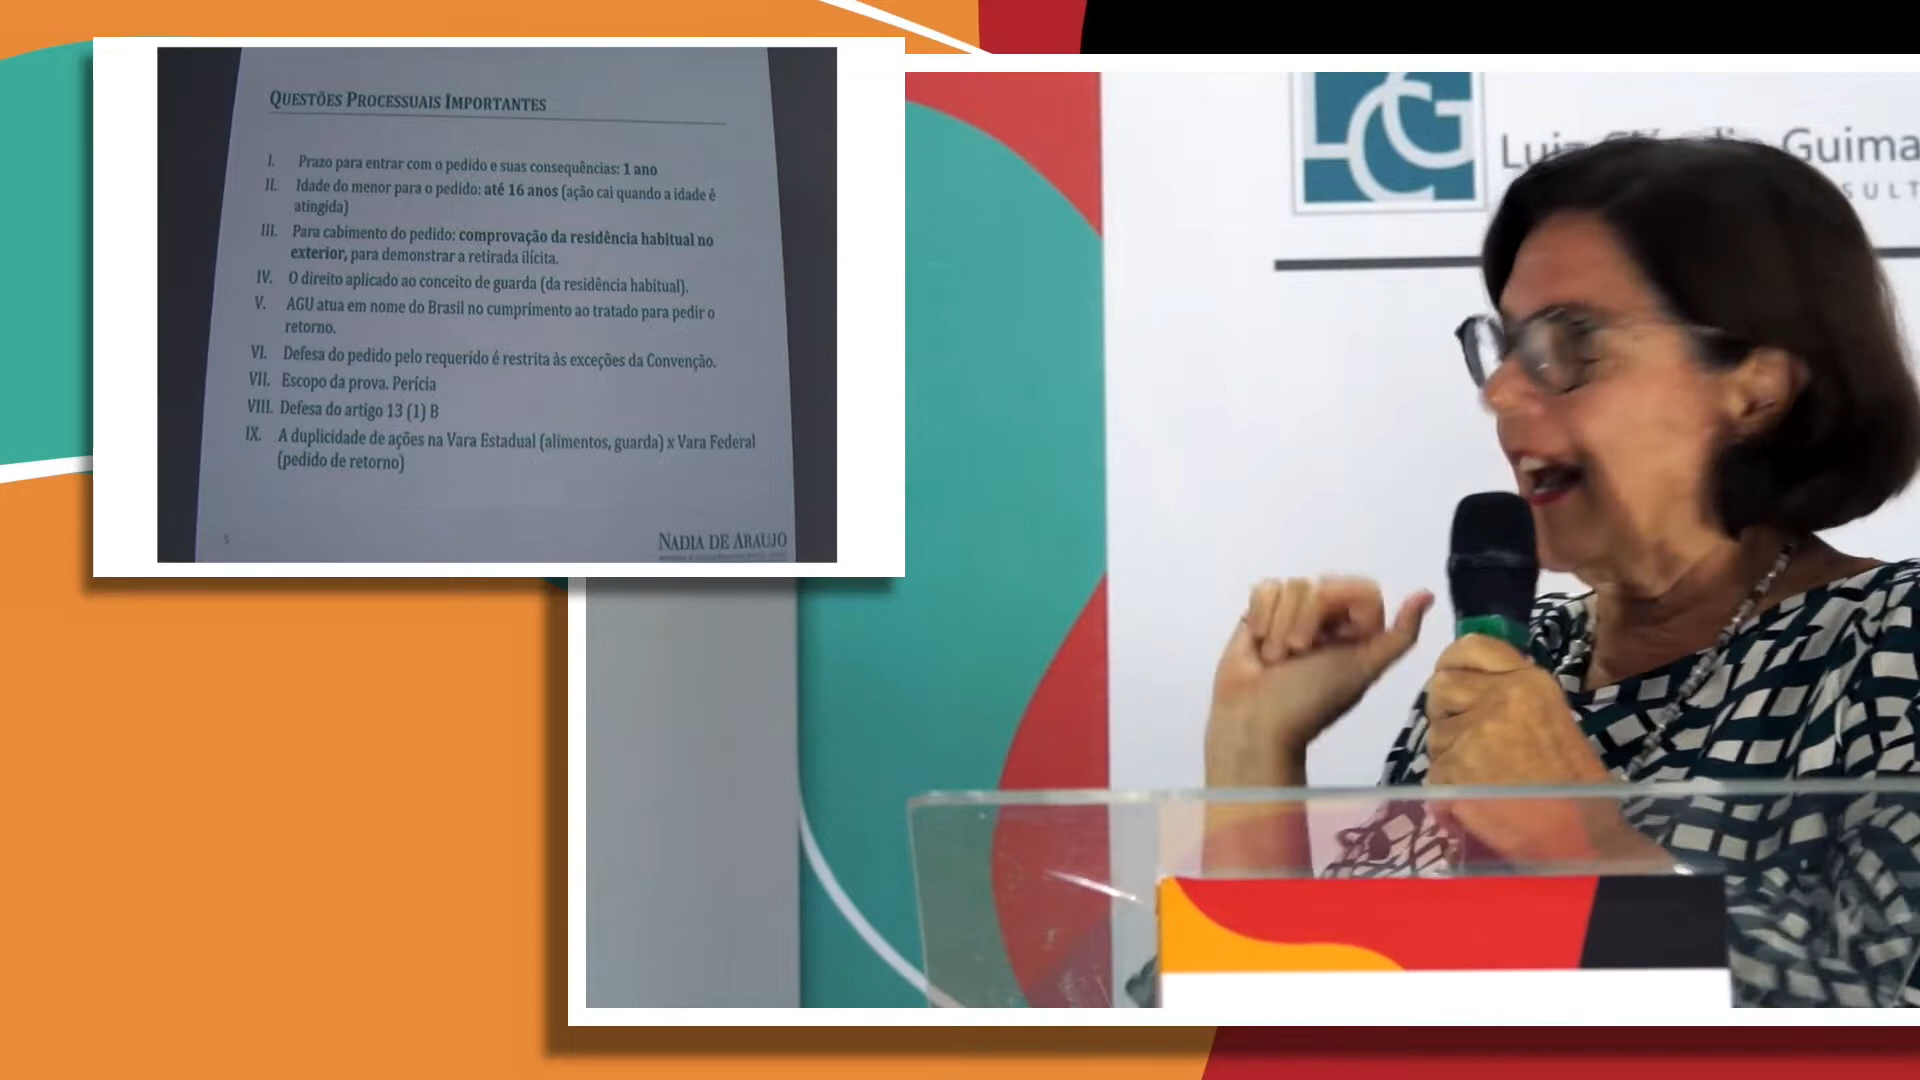 QUESTÕES PROCESSUAIS IMPORTANTES
I. Prazo para entrar com o pedido e suas consequências: 1 ano
II. Idade do menor para o pedido: até 16 anos (ação cai quando a idade é
atingida)
III. Para cabimento do pedido: comprovação da residência habitual no
exterior, para demonstrar a retirada ilícita.
IV. O direito aplicado ao conceito de guarda (da residência habitual).
V. AGU atua em nome do Brasil no cumprimento ao tratado para pedir o
retorno.
VI. Defesa do pedido pelo requerido é restrita às exceções da Convenção.
VII. Escopo da prova. Perícia
VIII. Defesa do artigo 13 (1) B
IX. A duplicidade de ações na Vara Estadual (alimentos, guarda) x Vara Federal
(pedido de retorno)
5
NADIA DE ARAUJO
LCG
Luiz Cláudio Guima
SULT